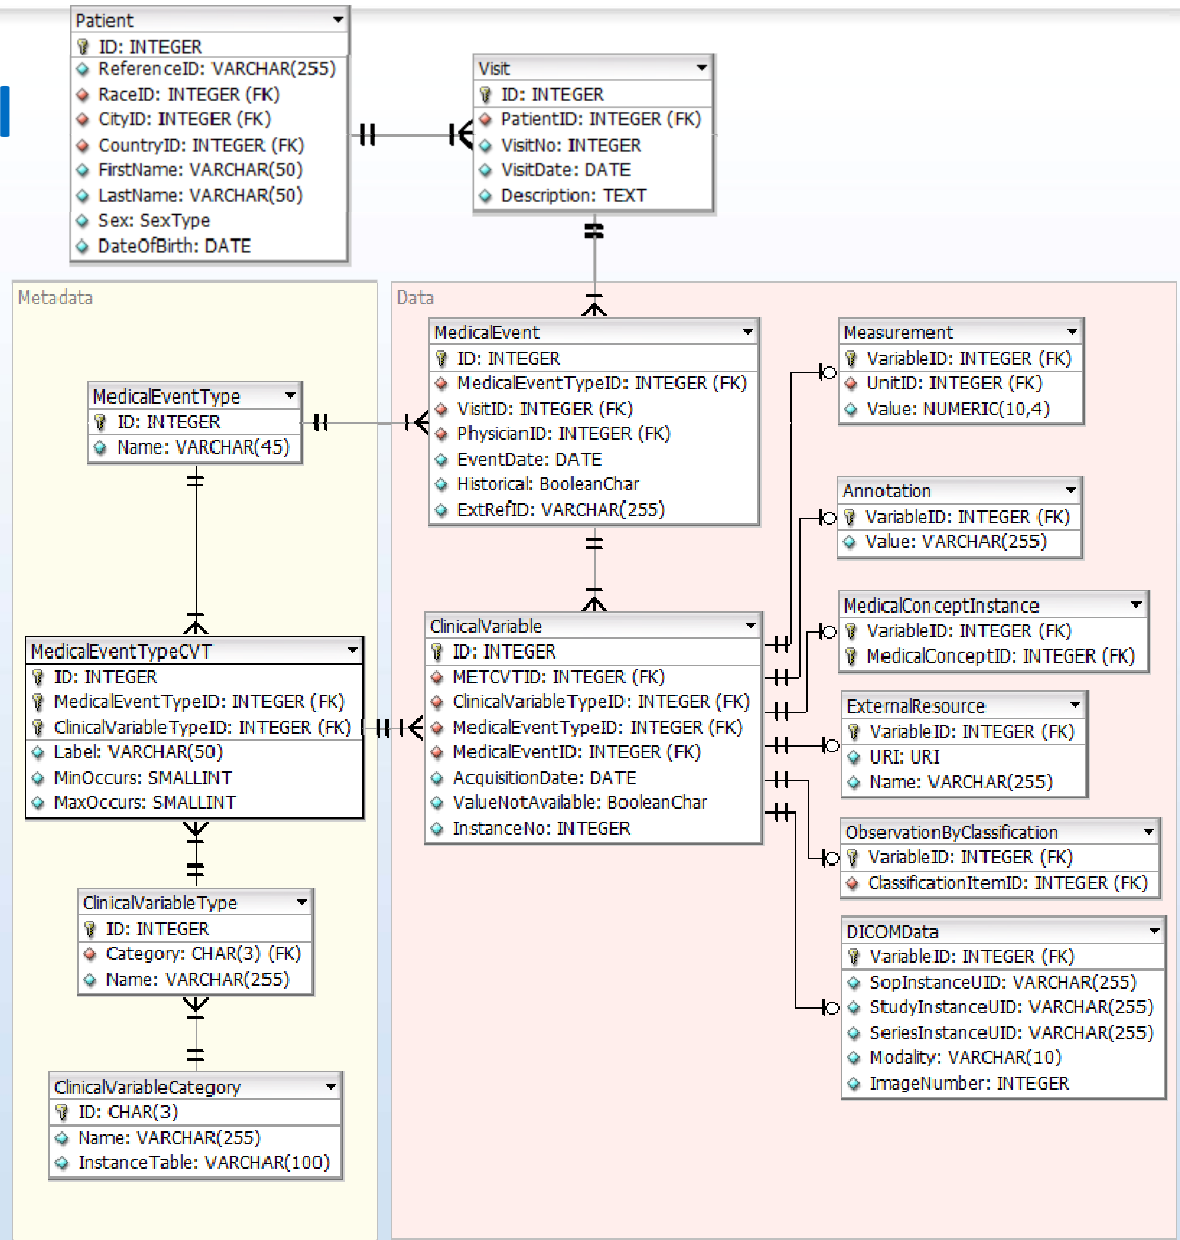 Patient
ID: INTEGER
ReferenceID: VARCHAR(255)
RaceID: INTEGER (FK)
CityID: INTEGER (FK)
CountryID: INTEGER (FK)
FirstName: VARCHAR(50)
LastName: VARCHAR(50)
Sex: SexType
DateOfBirth: DATE
Visit
ID: INTEGER
PatientID: INTEGER (FK)
VisitNo: INTEGER
VisitDate: DATE
Description: TEXT
Metadata
MedicalEventType
ID: INTEGER
Name: VARCHAR(45)
MedicalEventTypeCVT
ID: INTEGER
MedicalEventTypeID: INTEGER (FK)
ClinicalVariableTypeID: INTEGER (FK)
Label: VARCHAR(50)
MinOccurs: SMALLINT
MaxOccurs: SMALLINT
ClinicalVariableType
ID: INTEGER
Category: CHAR(3) (FK)
Name: VARCHAR(255)
ClinicalVariableCategory
ID: CHAR(3)
Name: VARCHAR(255)
InstanceTable: VARCHAR(100)
Data
MedicalEvent
ID: INTEGER
MedicalEventTypeID: INTEGER (FK)
VisitID: INTEGER (FK)
PhysicianID: INTEGER (FK)
EventDate: DATE
Historical: BooleanChar
ExtRefID: VARCHAR(255)
ClinicalVariable
ID: INTEGER
METCVTID: INTEGER (FK)
ClinicalVariableTypeID: INTEGER (FK)
MedicalEventTypeID: INTEGER (FK)
MedicalEventID: INTEGER (FK)
AcquisitionDate: DATE
ValueNotAvailable: BooleanChar
InstanceNo: INTEGER
Measurement
VariableID: INTEGER (FK)
UnitID: INTEGER (FK)
Value: NUMERIC(10,4)
Annotation
VariableID: INTEGER (FK)
Value: VARCHAR(255)
MedicalConceptInstance
VariableID: INTEGER (FK)
MedicalConceptID: INTEGER (FK)
ExternalResource
VariableID: INTEGER (FK)
URI: URI
Name: VARCHAR(255)
ObservationByClassification
VariableID: INTEGER (FK)
ClassificationItemID: INTEGER (FK)
DICOMData
VariableID: INTEGER (FK)
SopInstanceUID: VARCHAR(255)
StudyInstanceUID: VARCHAR(255)
SeriesInstanceUID: VARCHAR(255)
Modality: VARCHAR(10)
ImageNumber: INTEGER